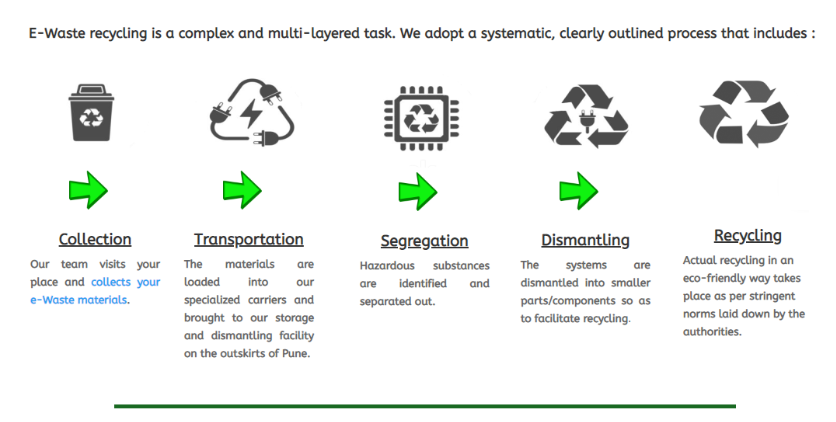 E-Waste recycling is a complex and multi-layered task. We adopt a systematic, clearly outlined process that includes :
Collection
Our team visits your
place and collects your
e-Waste materials.
Transportation
The materials are
loaded into our
specialized carriers and
brought to our storage
and dismantling facility
on the outskirts of Pune.
Segregation
Hazardous substances
are identified and
separated out.
Dismantling
The systems are
dismantled into smaller
parts/components so as
to facilitate recycling.
Recycling
Actual recycling in an
eco-friendly way takes
place as per stringent
norms laid down by the
authorities.